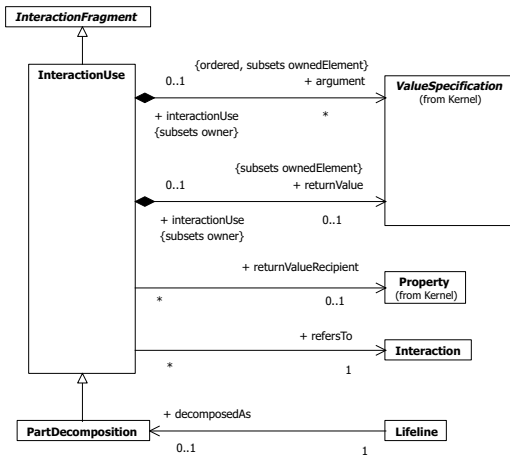 InteractionFragment
InteractionUse
{ordered, subsets ownedElement}
0..1
+ argument
ValueSpecification
(from Kernel)
+ interactionUse
*
{subsets owner}
{subsets ownedElement}
0..1
+ returnValue
+ interactionUse
0..1
{subsets owner}
+ returnValueRecipient
Property
(from Kernel)
*
0..1
+ refersTo
Interaction
*
1
+ decomposedAs
PartDecomposition
Lifeline
0..1
1